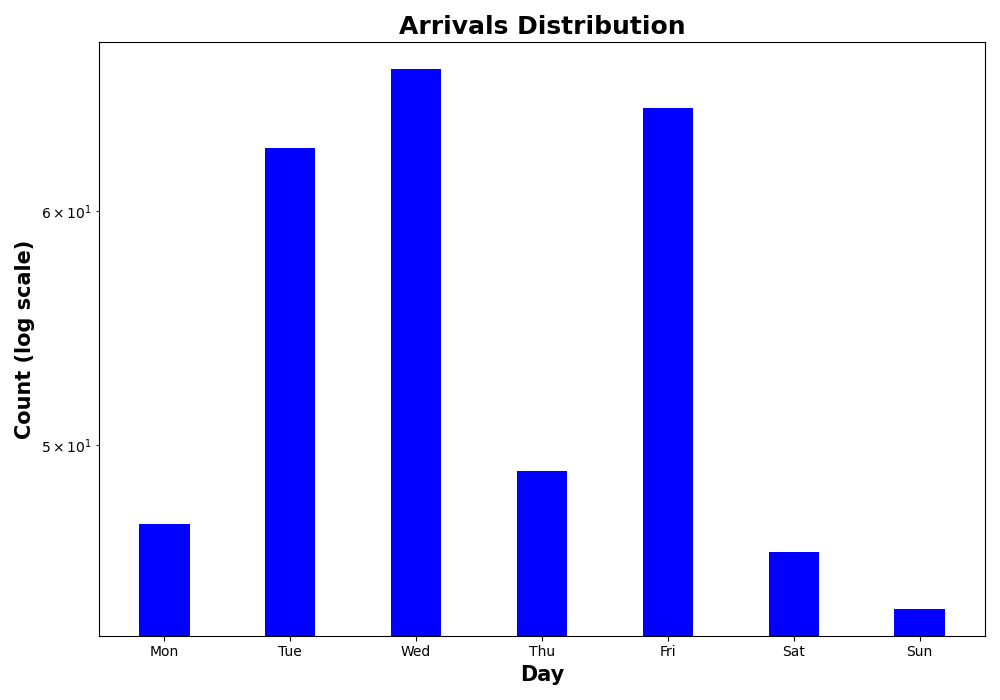 Arrivals Distribution
Count (log scale)
6 × 10¹
5 × 10¹
Mon Tue Wed Thu Fri Sat Sun
Day